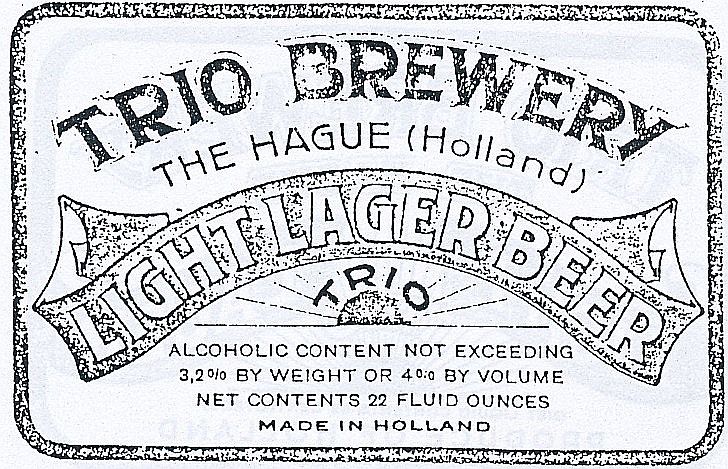 TRIO BREWERY
THE HAGUE (Holland)
LIGHT LAGER BEER
TRIO
ALCOHOLIC CONTENT NOT EXCEEDING
3,2% BY WEIGHT OR 4% BY VOLUME
NET CONTENTS 22 FLUID OUNCES
MADE IN HOLLAND